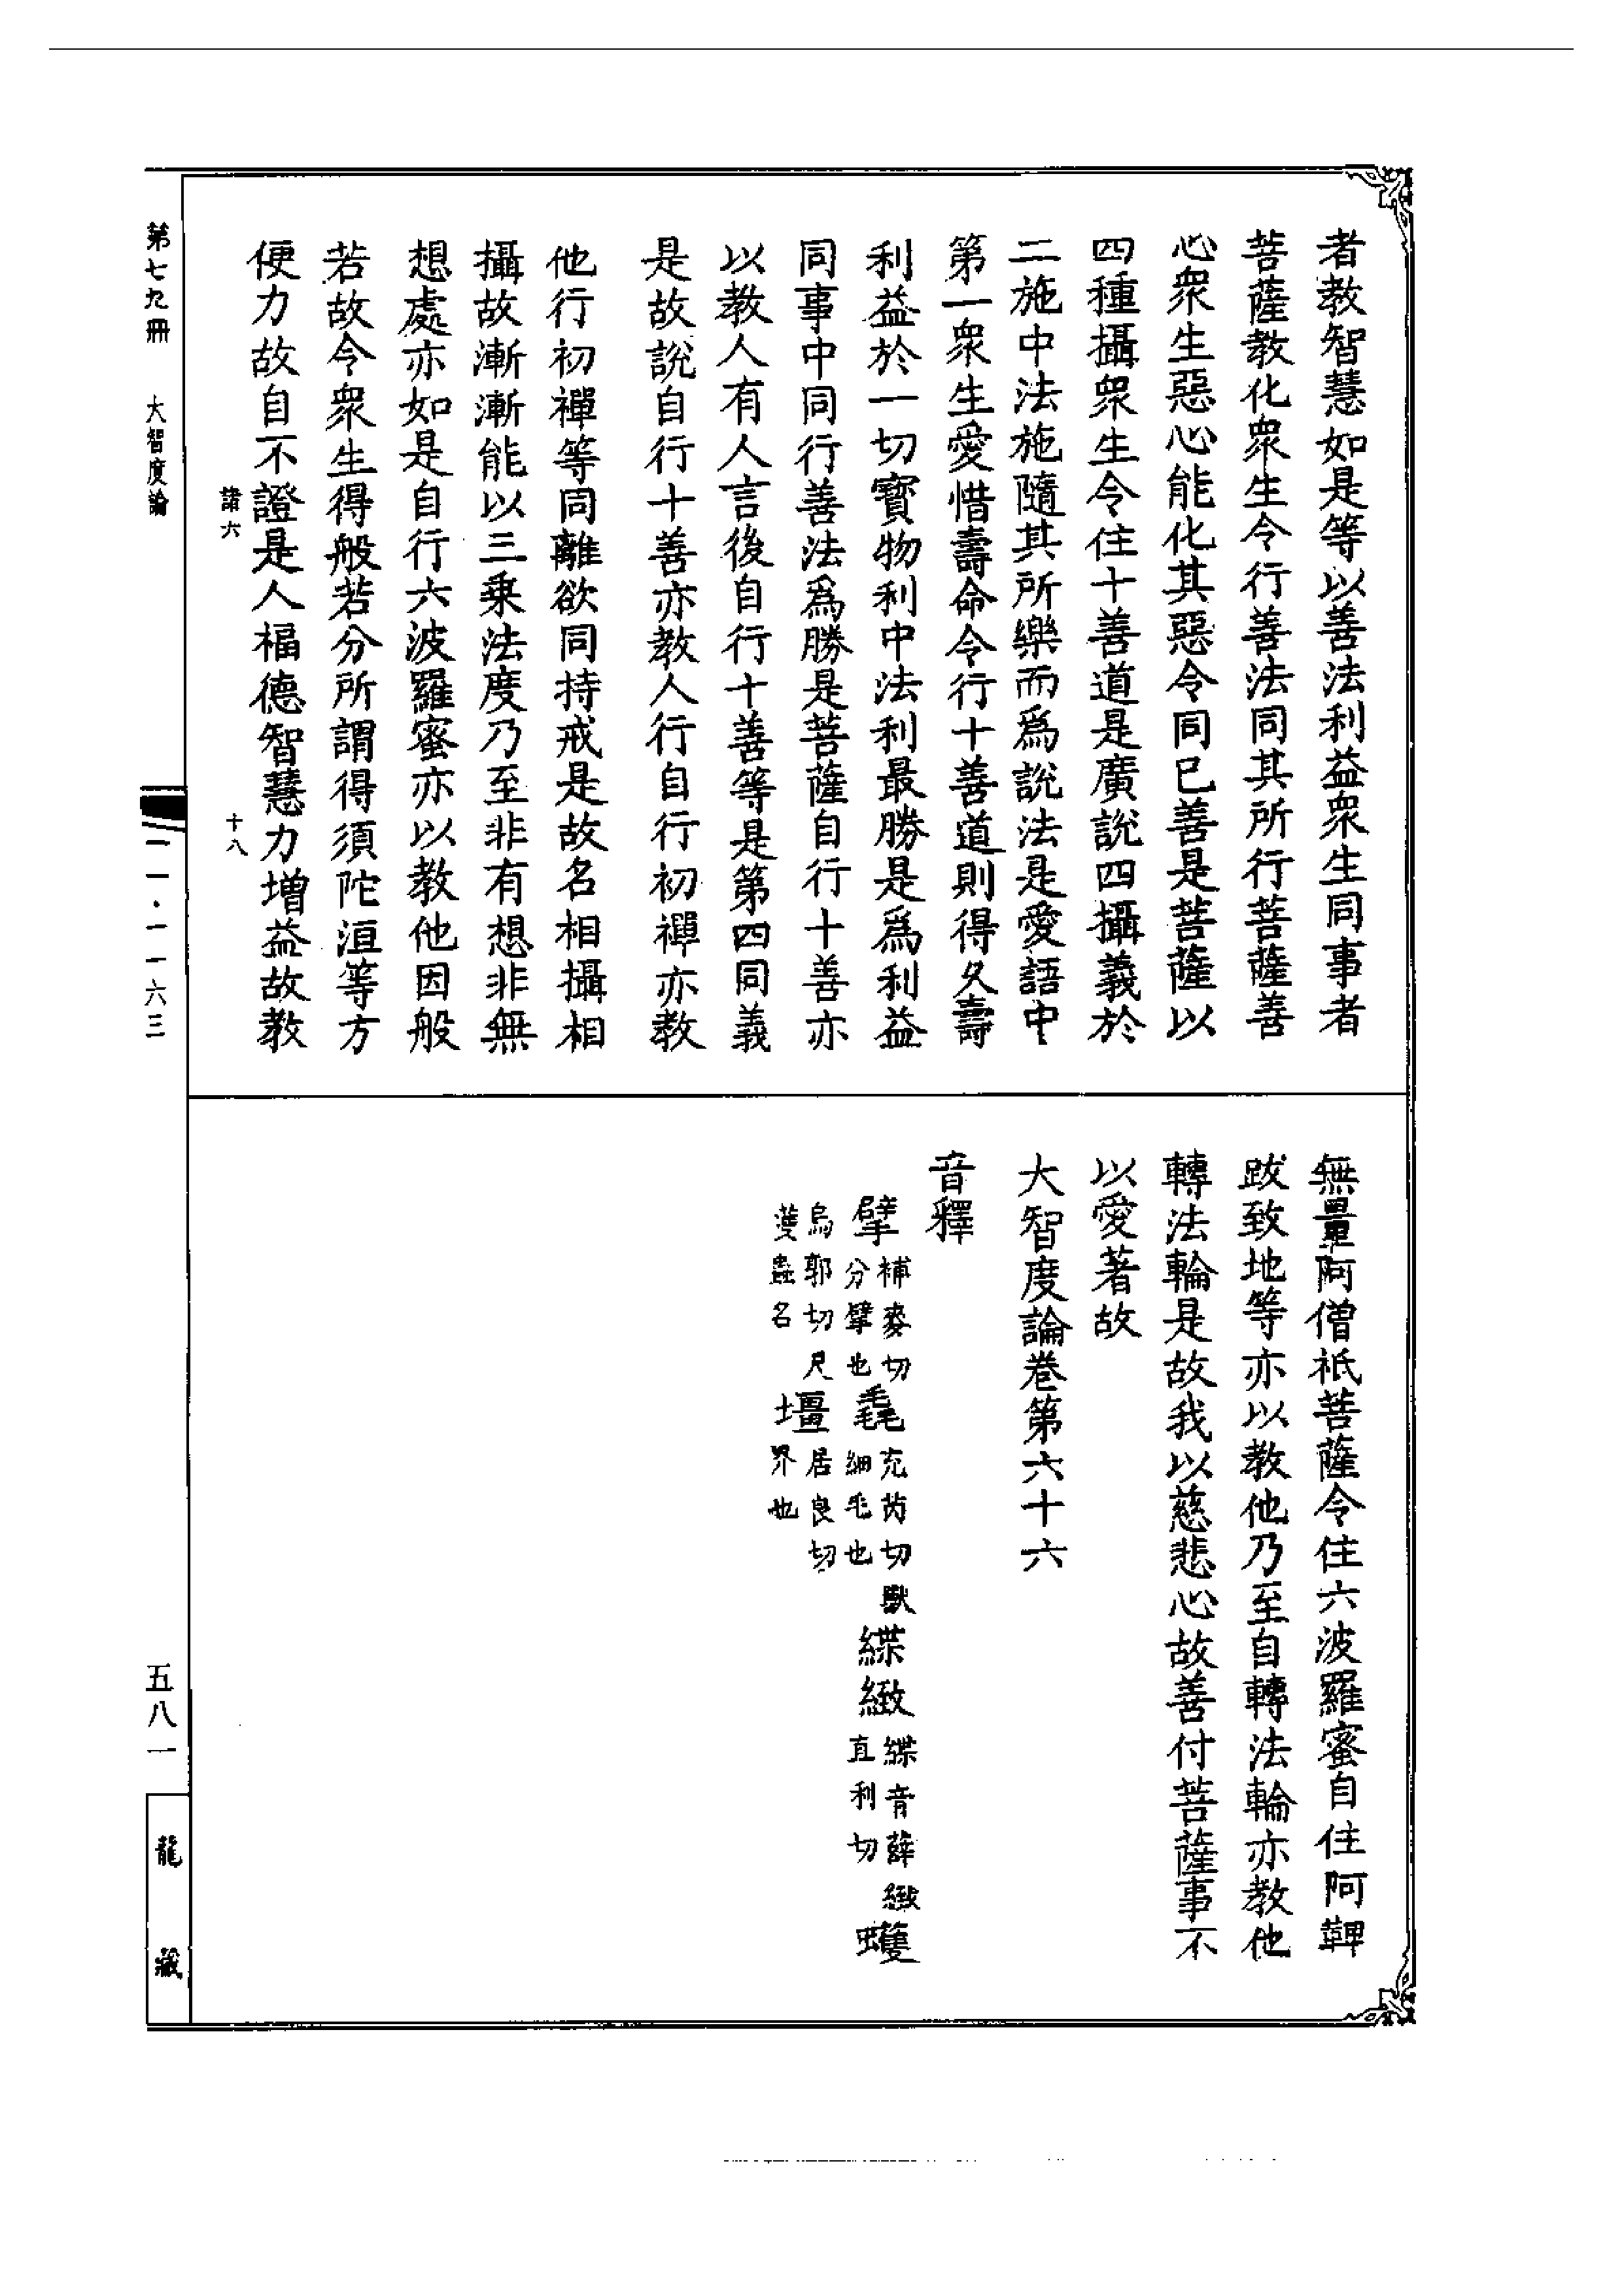 者教智慧如是等以善法利益衆生同事者
菩薩教化衆生令行善法同其所行菩薩善
心衆生惡心能化其惡令同已善是菩薩以
四種攝衆生令住十善道是廣說四攝義於
二施中法施隨其所樂而爲說法是愛語中
第一衆生愛惜壽命令行十善道則得久壽
利益於一切寶物利中法利最勝是爲利益
同事中同行善法爲勝是菩薩自行十善亦
以教人有人言後自行十善等是第四同義
是故說自行十善亦教人行自行初禪亦教
他行初禪等同離欲同持戒是故名相攝相
攝故漸漸能以三乗法度乃至非有想非無
想處亦如是自行六波羅蜜亦以教他因般
若故令衆生得般若分所謂得須陀洹等方
便力故自不證是人福德智慧力增益故教
諸六 十八
無量阿僧祇菩薩令住六波羅蜜自住阿鞞
跋致地等亦以教他乃至自轉法輪亦教他
轉法輪是故我以慈悲心故善付菩薩事不
以愛著故
大智度論卷第六十六
音釋
擘補麥切分擘也毳充芮切獸細毛也緤緻緤音薛緻直利切蠖
烏郭切尺蠖蟲名壃居良切界也
第七九冊 大智度論
一一一·一一六三
五八一
龍藏